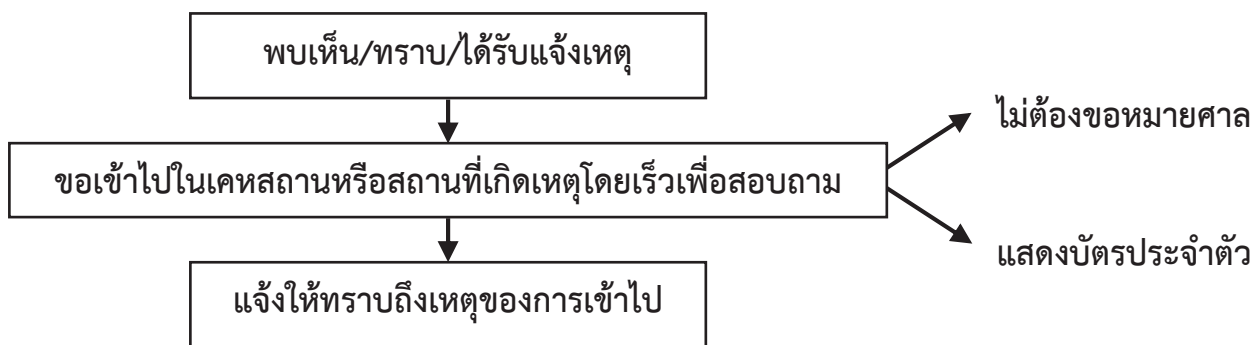 พบเห็น/ทราบ/ได้รับแจ้งเหตุ
ไม่ต้องขอหมายศาล
ขอเข้าไปในเคหสถานหรือสถานที่เกิดเหตุโดยเร็วเพื่อสอบถาม
แสดงบัตรประจำตัว
แจ้งให้ทราบถึงเหตุของการเข้าไป